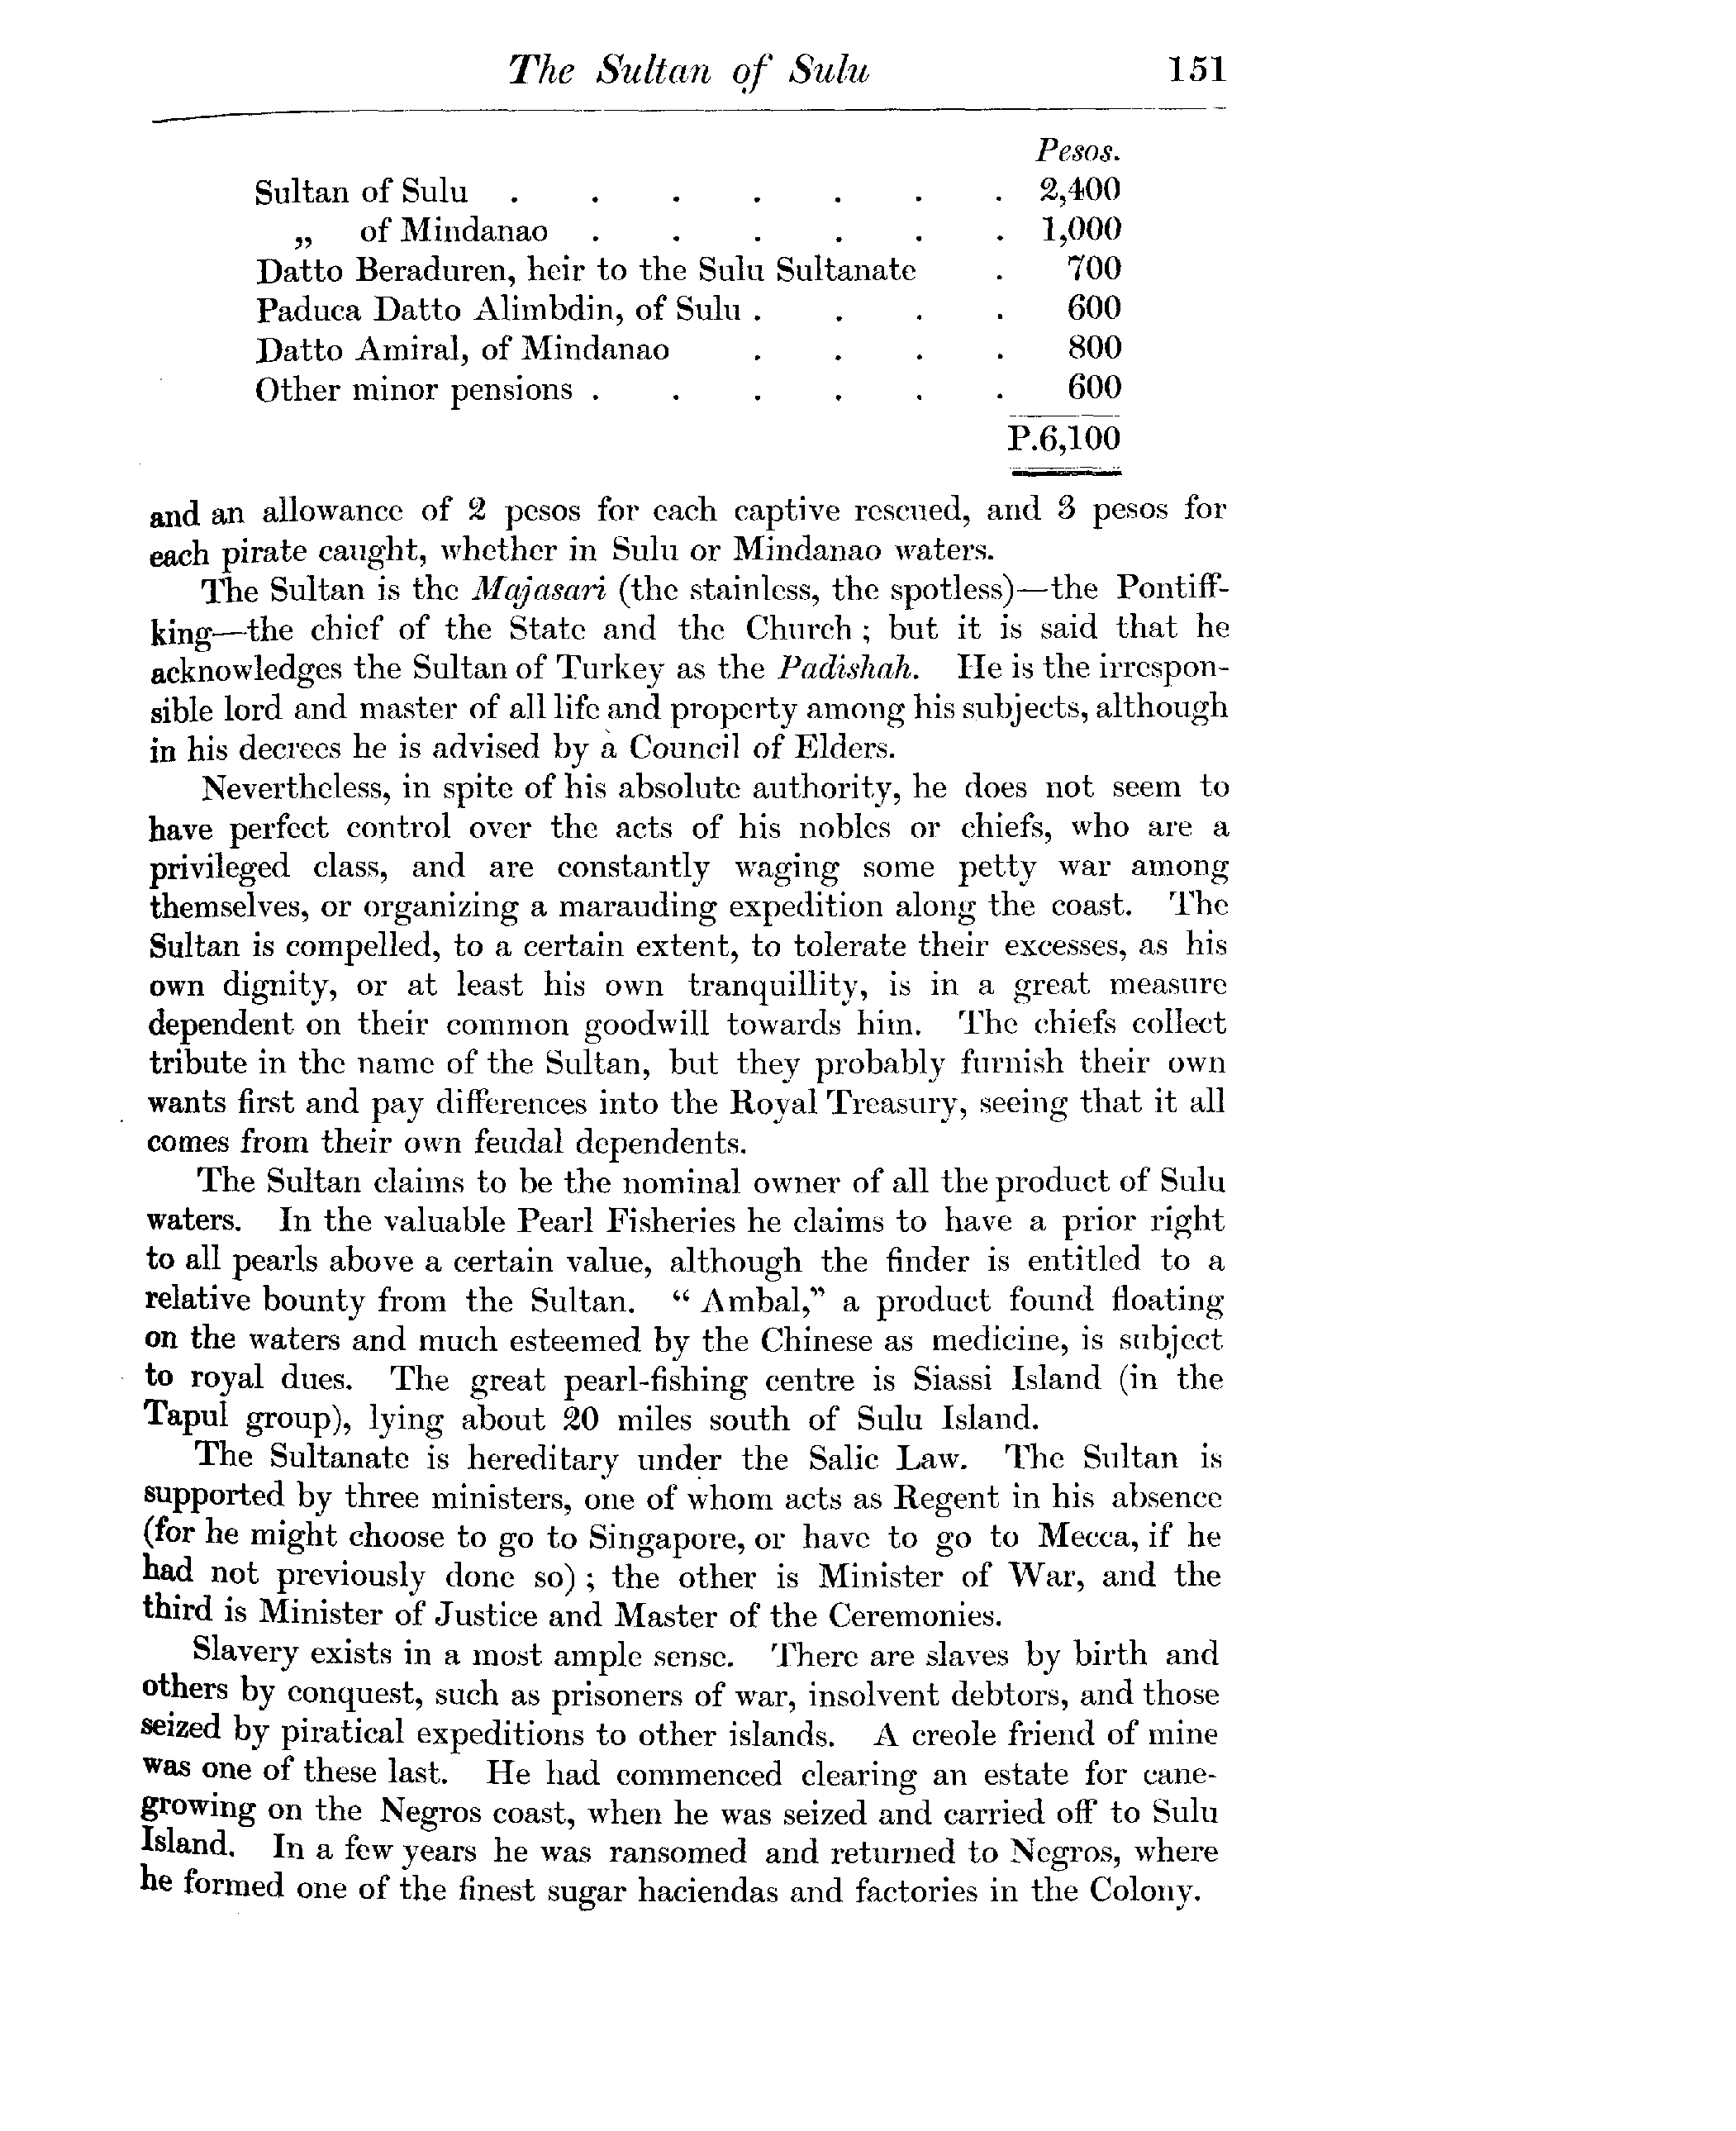 The Sultan of Sulu 151
Pesos.
Sultan of Sulu . . . . . . . 2,400
„ of Mindanao . . . . . . 1,000
Datto Beraduren, heir to the Sulu Sultanate . 700
Paduca Datto Alimbdin, of Sulu . . . . 600
Datto Amiral, of Mindanao . . . . 800
Other minor pensions . . . . . . 600
P.6,100
and an allowance of 2 pesos for each captive rescued, and 3 pesos for
each pirate caught, whether in Sulu or Mindanao waters.
The Sultan is the Majasari (the stainless, the spotless)—the Pontiff-
king—the chief of the State and the Church ; but it is said that he
acknowledges the Sultan of Turkey as the Padishah. He is the irrespon-
sible lord and master of all life and property among his subjects, although
in his decrees he is advised by a Council of Elders.
Nevertheless, in spite of his absolute authority, he does not seem to
have perfect control over the acts of his nobles or chiefs, who are a
privileged class, and are constantly waging some petty war among
themselves, or organizing a marauding expedition along the coast. The
Sultan is compelled, to a certain extent, to tolerate their excesses, as his
own dignity, or at least his own tranquillity, is in a great measure
dependent on their common goodwill towards him. The chiefs collect
tribute in the name of the Sultan, but they probably furnish their own
wants first and pay differences into the Royal Treasury, seeing that it all
comes from their own feudal dependents.
The Sultan claims to be the nominal owner of all the product of Sulu
waters. In the valuable Pearl Fisheries he claims to have a prior right
to all pearls above a certain value, although the finder is entitled to a
relative bounty from the Sultan. “ Ambal,” a product found floating
on the waters and much esteemed by the Chinese as medicine, is subject
to royal dues. The great pearl-fishing centre is Siassi Island (in the
Tapul group), lying about 20 miles south of Sulu Island.
The Sultanate is hereditary under the Salic Law. The Sultan is
supported by three ministers, one of whom acts as Regent in his absence
(for he might choose to go to Singapore, or have to go to Mecca, if he
had not previously done so) ; the other is Minister of War, and the
third is Minister of Justice and Master of the Ceremonies.
Slavery exists in a most ample sense. There are slaves by birth and
others by conquest, such as prisoners of war, insolvent debtors, and those
seized by piratical expeditions to other islands. A creole friend of mine
was one of these last. He had commenced clearing an estate for cane-
growing on the Negros coast, when he was seized and carried off to Sulu
Island. In a few years he was ransomed and returned to Negros, where
he formed one of the finest sugar haciendas and factories in the Colony.